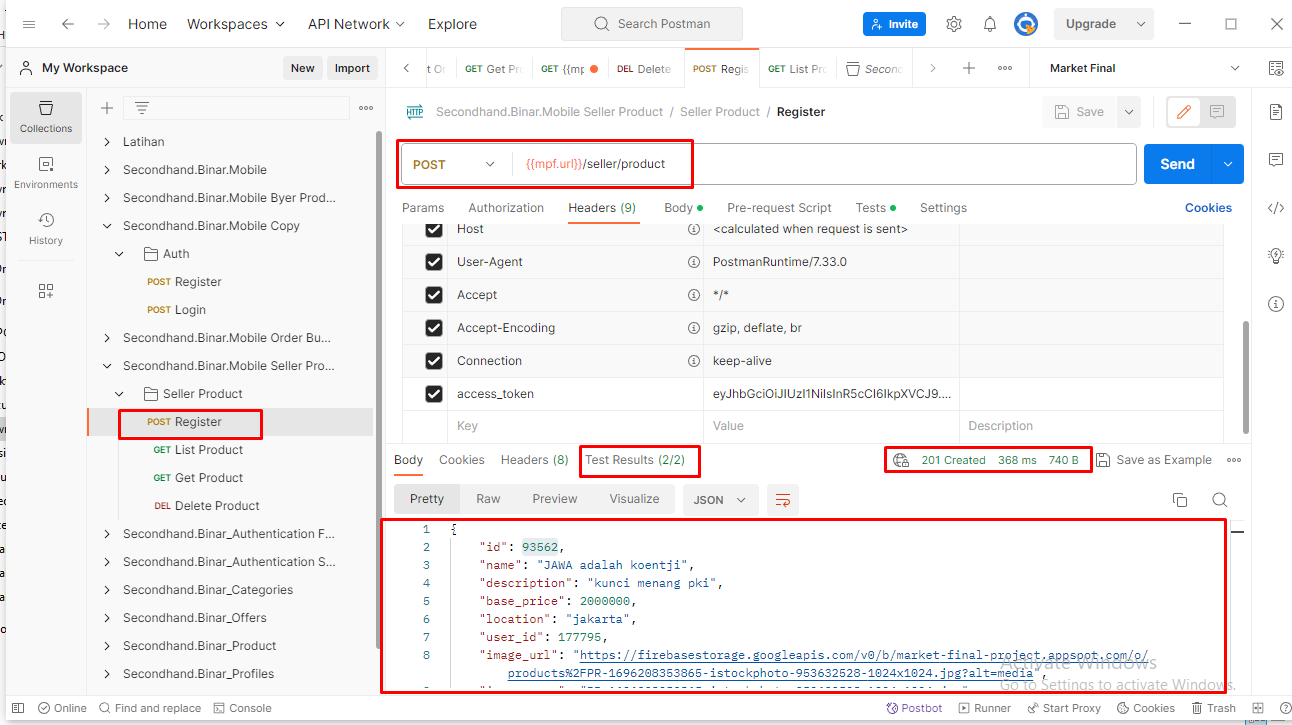 Home Workspaces API Network Explore Search Postman Invite Upgrade
My Workspace New Import GET Get Pr GET {{mp DEL Delete POST Regis GET List Pr Second Market Final
Secondhand.Binar.Mobile Seller Product / Seller Product / Register Save
Collections
Environments
History
Latihan
Secondhand.Binar.Mobile
Secondhand.Binar.Mobile Byer Prod...
Secondhand.Binar.Mobile Copy
Auth
POST Register
POST Login
Secondhand.Binar.Mobile Order Bu...
Secondhand.Binar.Mobile Seller Pro...
Seller Product
POST Register
GET List Product
GET Get Product
DEL Delete Product
Secondhand.Binar_Authentication F...
Secondhand.Binar_Authentication S...
Secondhand.Binar_Categories
Secondhand.Binar_Offers
Secondhand.Binar_Product
Secondhand.Binar_Profiles
POST {{mpf.url}}/seller/product Send
Params Authorization Headers (9) Body Pre-request Script Tests Settings Cookies
Host <calculated when request is sent>
User-Agent PostmanRuntime/7.33.0
Accept */*
Accept-Encoding gzip, deflate, br
Connection keep-alive
access_token eyJhbGciOiJIUzI1NiIsInR5cCI6IkpXVCJ9....
Key Value Description
Body Cookies Headers (8) Test Results (2/2) 201 Created 368 ms 740 B Save as Example
Pretty Raw Preview Visualize JSON
1 {
2 "id": 93562,
3 "name": "JAWA adalah koentji",
4 "description": "kunci menang pki",
5 "base_price": 2000000,
6 "location": "jakarta",
7 "user_id": 177795,
8 "image_url": "https://firebasestorage.googleapis.com/v0/b/market-final-project.appspot.com/o/
products%2FPR-1696208353865-istockphoto-953632528-1024x1024.jpg?alt=media",
Activate Windows
Go to Settings to activate Windows.
Online Find and replace Console Postbot Runner Start Proxy Cookies Trash